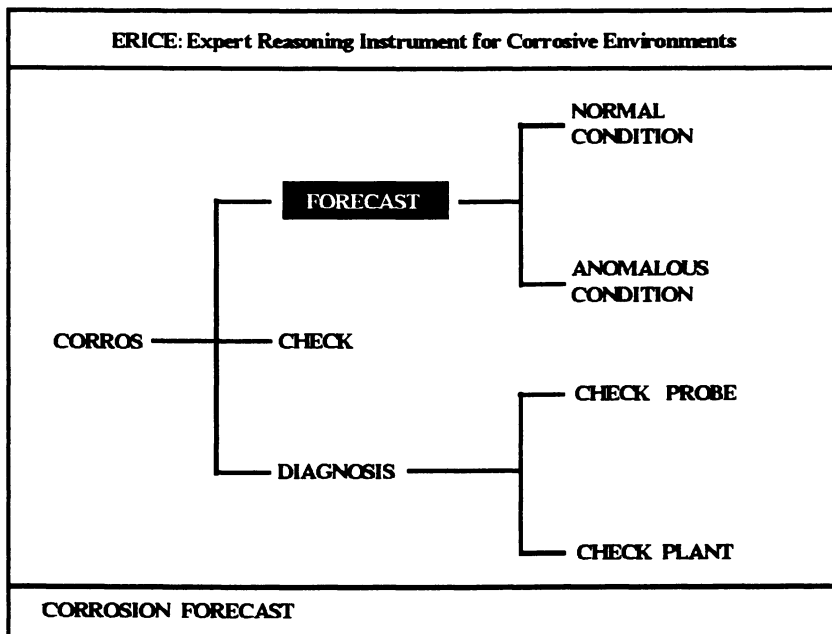 ERICE: Expert Reasoning Instrument for Corrosive Environments
NORMAL
CONDITION
FORECAST
ANOMALOUS
CONDITION
CORROS
CHECK
CHECK PROBE
DIAGNOSIS
CHECK PLANT
CORROSION FORECAST